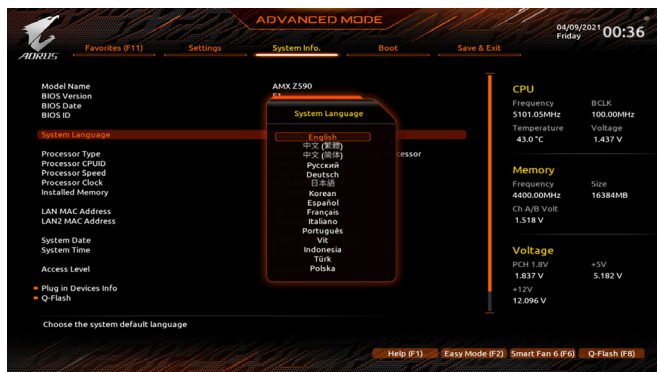 ADVANCED MODE
04/09/2021 Friday 00:36
AORUS
Favorites (F11) Settings System Info. Boot Save & Exit
Model Name AMX Z590
BIOS Version
BIOS Date
BIOS ID
System Language
Processor Type
Processor CPUID
Processor Speed
Processor Clock
Installed Memory
LAN MAC Address
LAN2 MAC Address
System Date
System Time
Access Level
Plug in Devices Info
Q-Flash
System Language
English
中文 (繁體)
中文 (简体)
Русский
Deutsch
日本語
Korean
Español
Français
Italiano
Português
Vit
Indonesia
Türk
Polska
CPU
Frequency BCLK
5101.05MHz 100.00MHz
Temperature Voltage
43.0 °C 1.437 V
Memory
Frequency Size
4400.00MHz 16384MB
Ch A/B Volt
1.518 V
Voltage
PCH 1.8V +5V
1.837 V 5.182 V
+12V
12.096 V
Choose the system default language
Help (F1) Easy Mode (F2) Smart Fan 6 (F6) Q-Flash (F8)